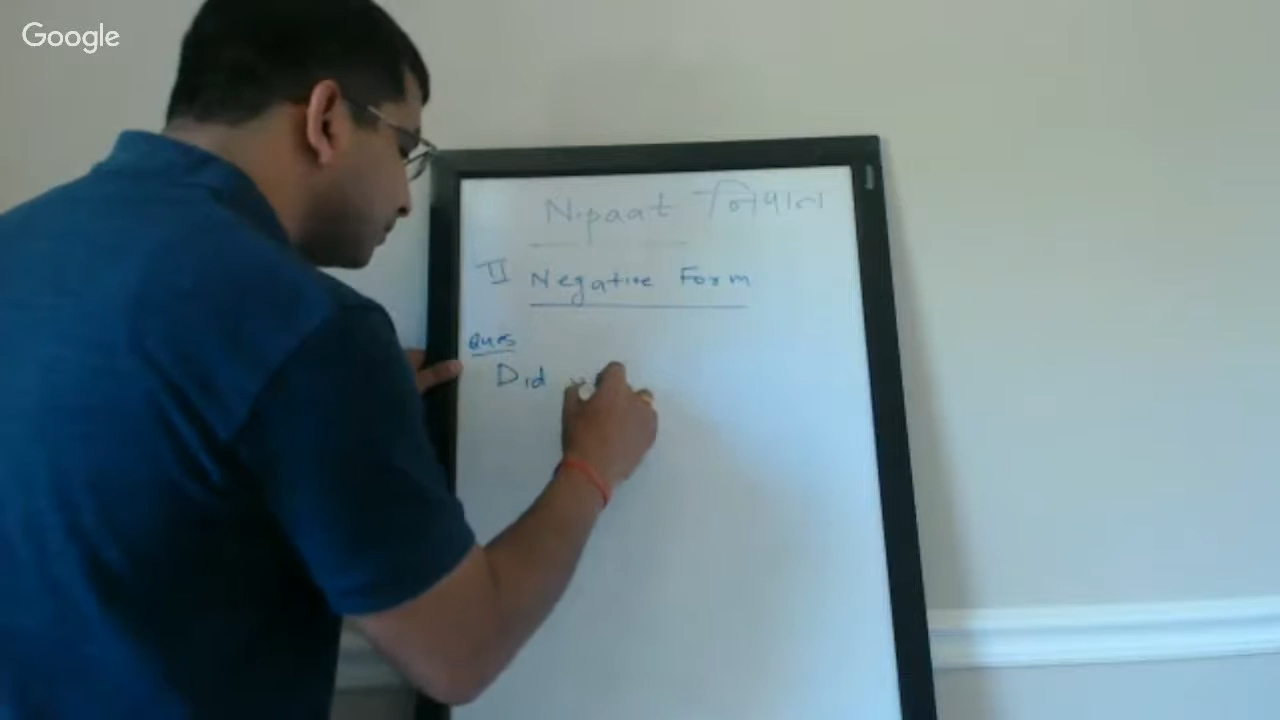 Google
Nipaat निपात
II Negative Form
Ques
Did